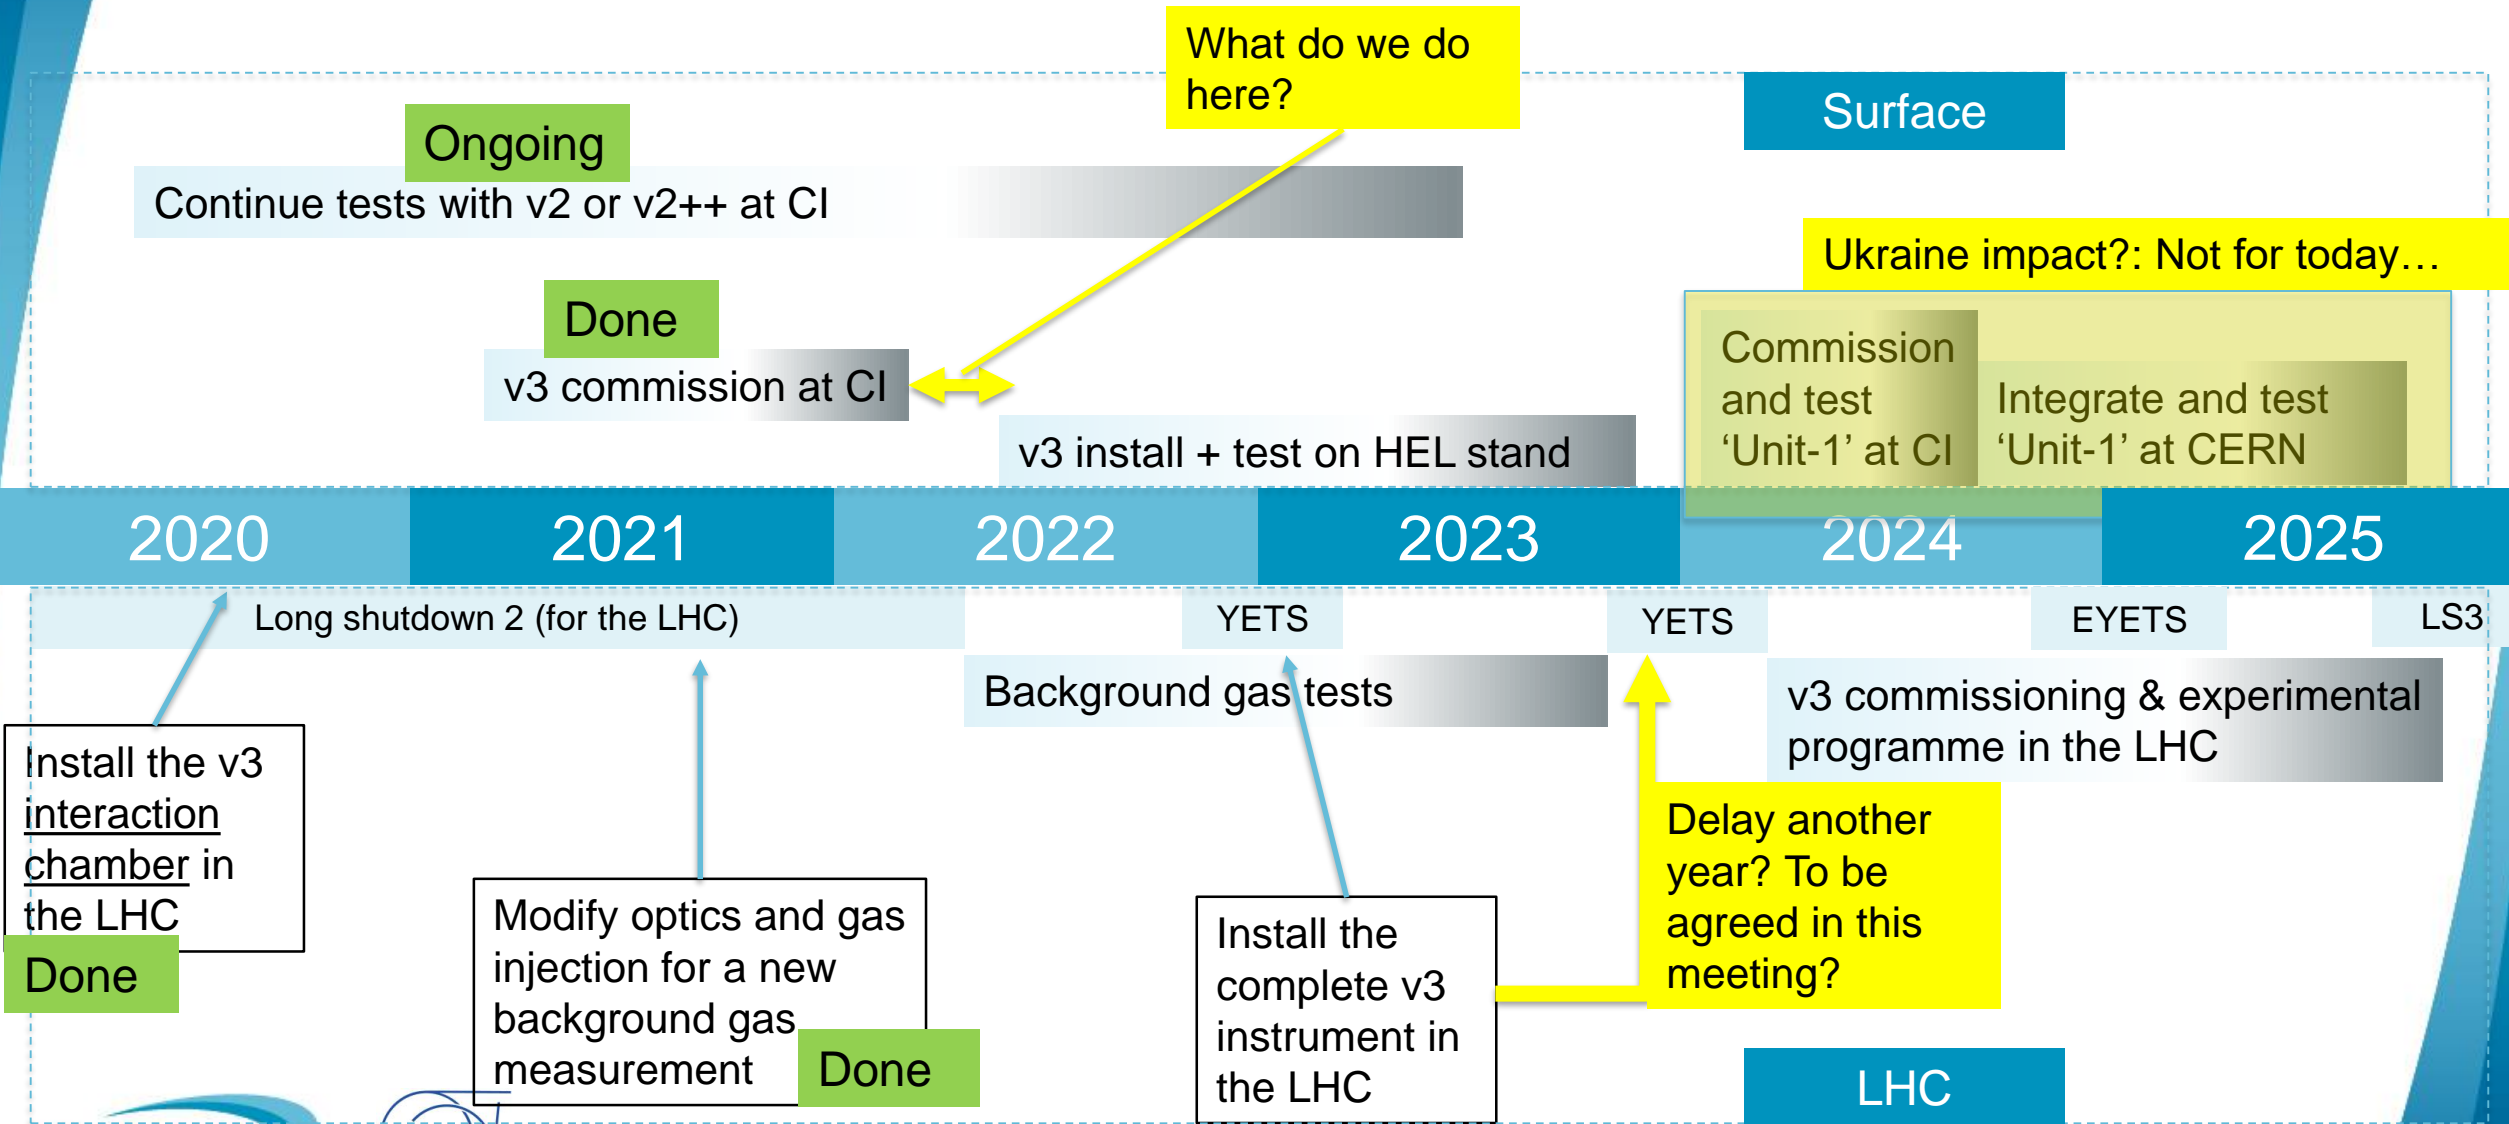 What do we do
here?
Surface
Ongoing
Continue tests with v2 or v2++ at CI
Ukraine impact?: Not for today…
Done
v3 commission at CI
Commission
and test
‘Unit-1’ at CI
Integrate and test
‘Unit-1’ at CERN
v3 install + test on HEL stand
2020
2021
2022
2023
2024
2025
Long shutdown 2 (for the LHC)
YETS
YETS
EYETS
LS3
Background gas tests
v3 commissioning & experimental
programme in the LHC
Install the v3
interaction
chamber in
the LHC
Done
Modify optics and gas
injection for a new
background gas
measurement
Done
Install the
complete v3
instrument in
the LHC
Delay another
year? To be
agreed in this
meeting?
LHC